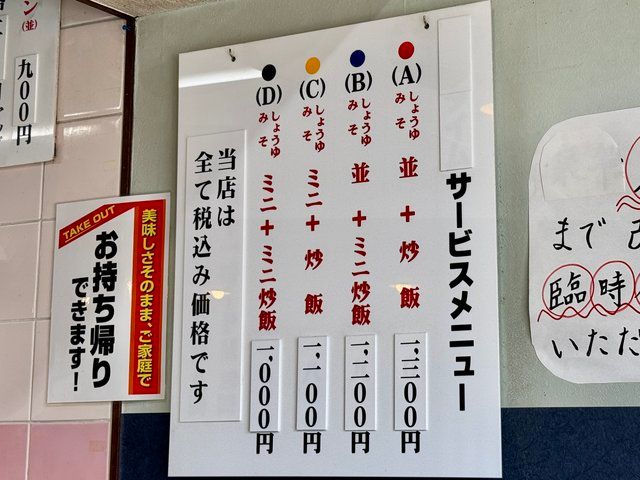 サービスメニュー
(A) しょうゆ みそ 並 + 炒飯 一、三〇〇円
(B) しょうゆ みそ 並 + ミニ炒飯 一、二〇〇円
(C) しょうゆ みそ ミニ + 炒飯 一、一〇〇円
(D) しょうゆ みそ ミニ + ミニ炒飯 一、〇〇〇円
当店は
全て税込み価格です
TAKE OUT
美味しさそのまま、ご家庭で
お持ち帰り
できます!
ン(並)
九〇〇円
まで
臨時
いただ